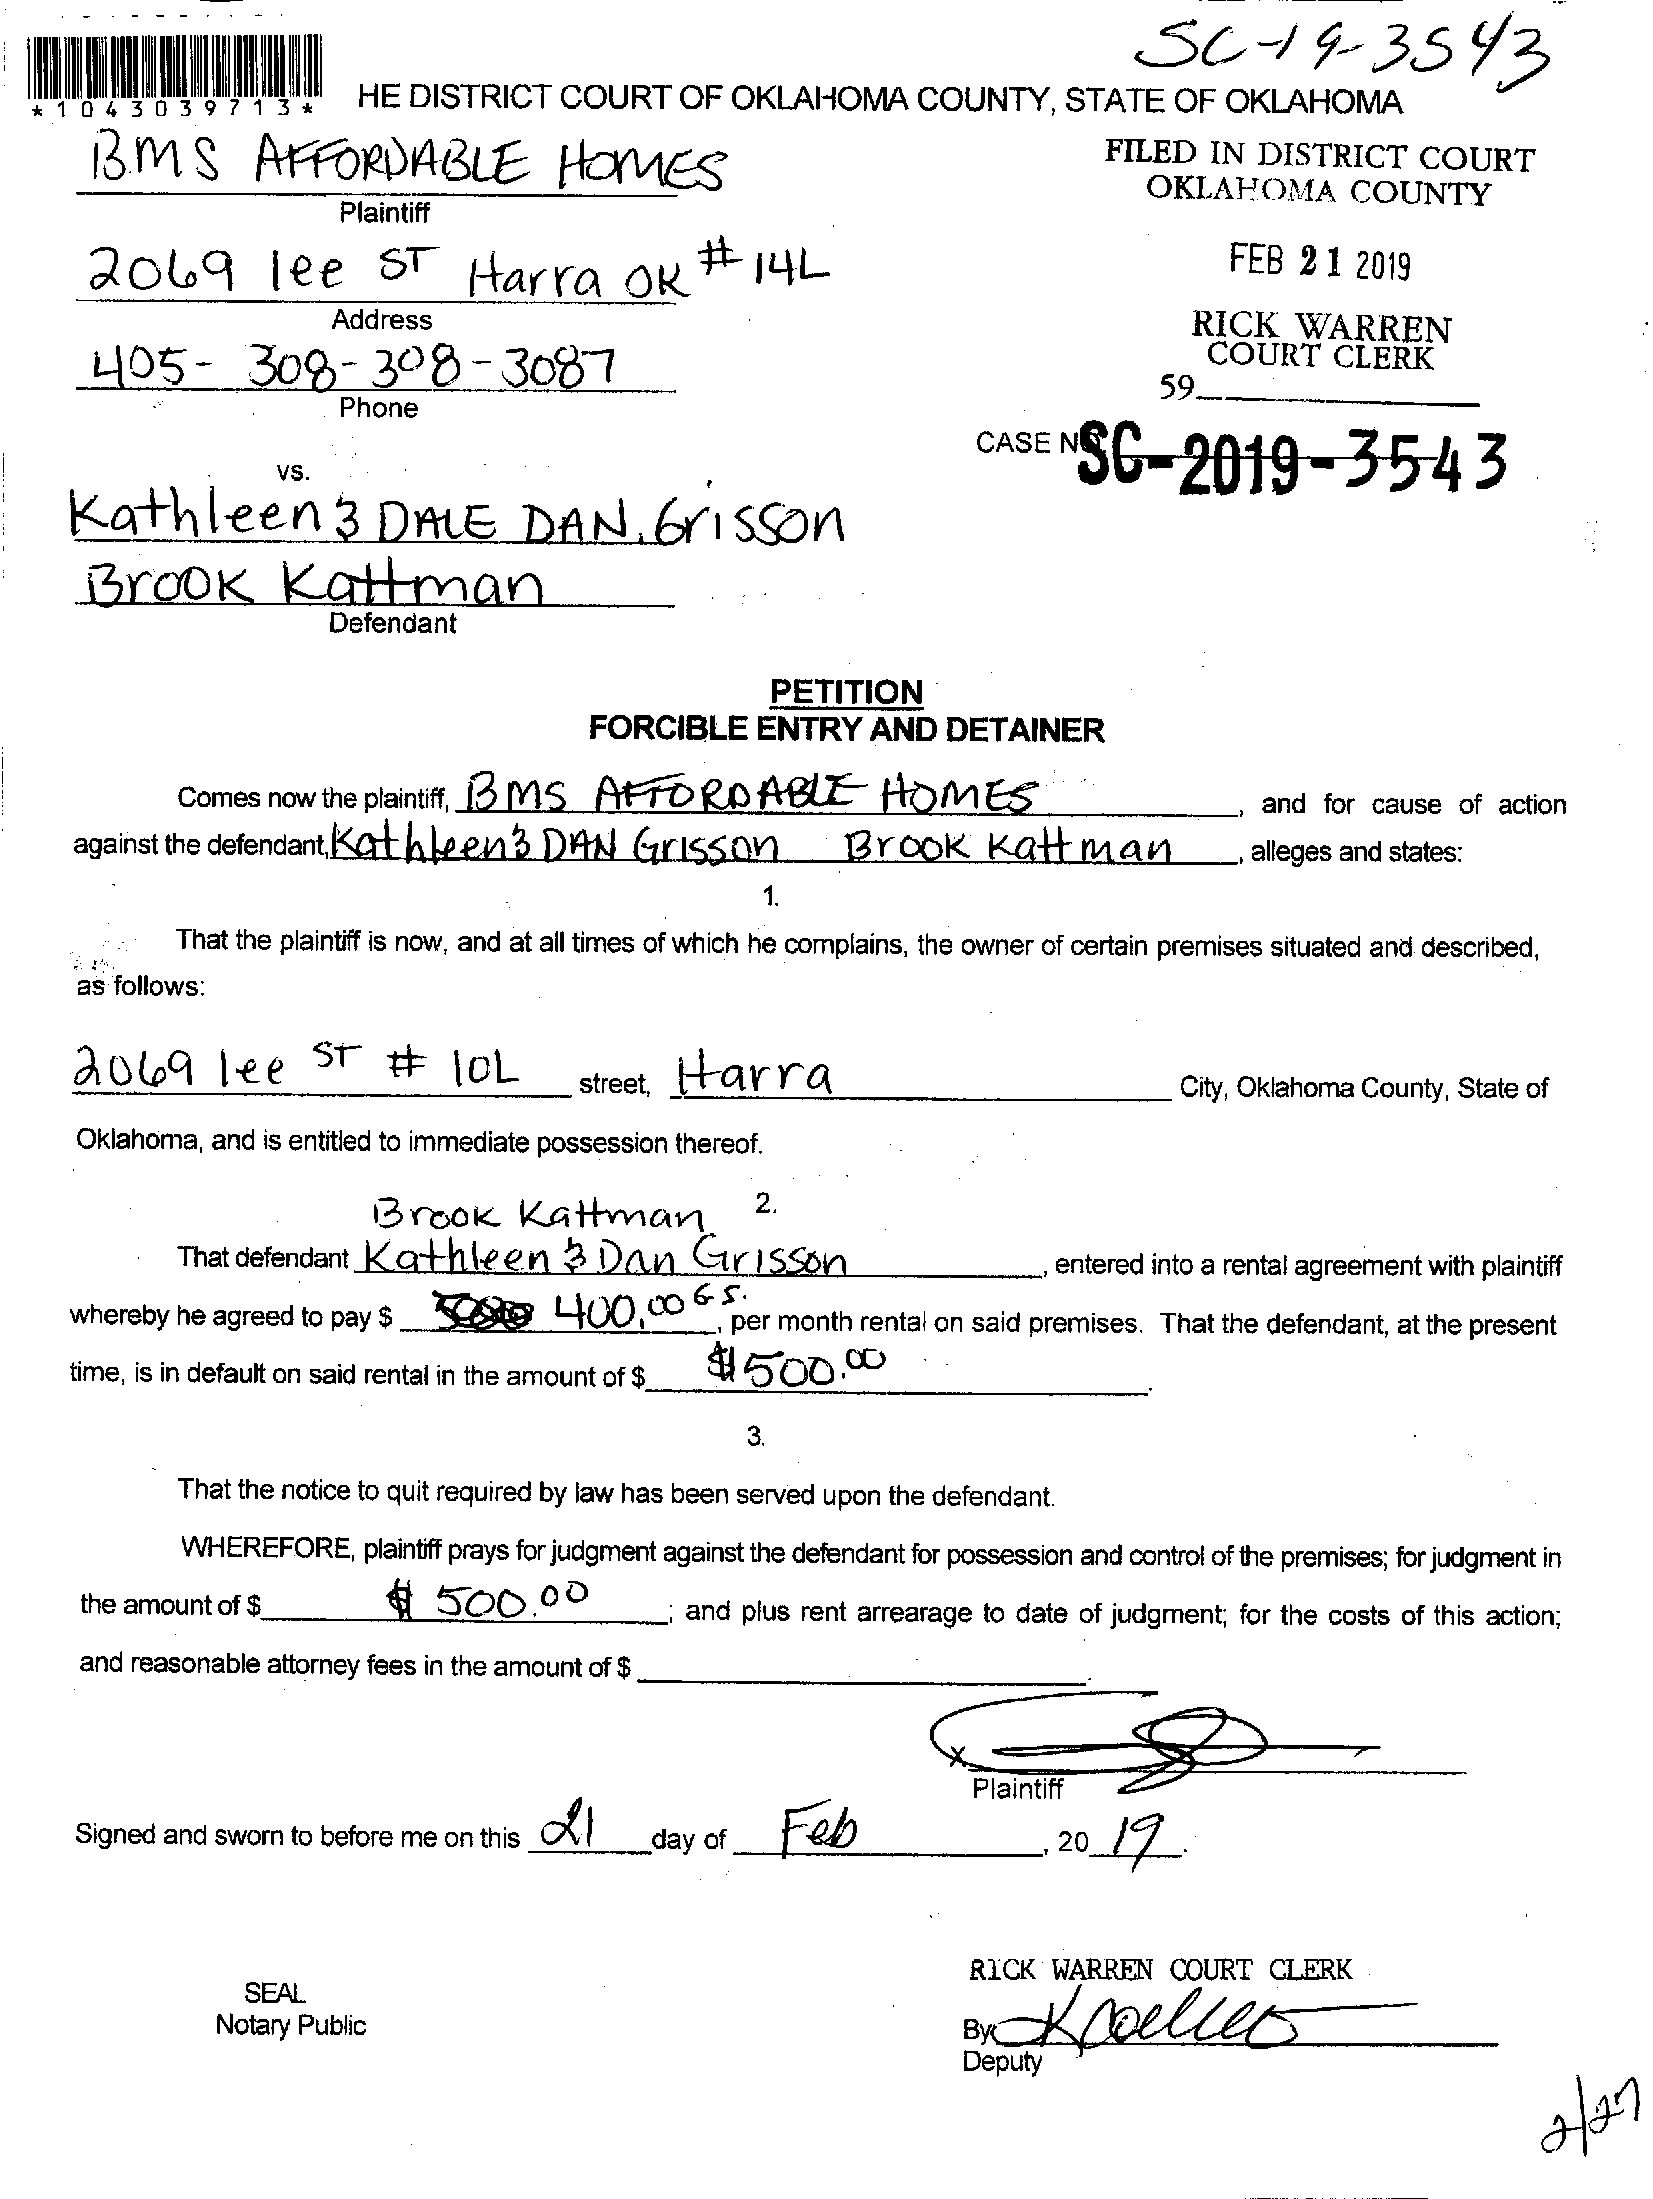 SC-19-3543
*1043039713*
HE DISTRICT COURT OF OKLAHOMA COUNTY, STATE OF OKLAHOMA
BMS AFFORDABLE HOMES
Plaintiff
FILED IN DISTRICT COURT
OKLAHOMA COUNTY
2069 lee ST Harra OK #14L
Address
FEB 21 2019
405-308-308-3087
Phone
RICK WARREN
COURT CLERK
59
CASE NO
SC-2019-3543
vs.
Kathleen & DALE DAN. Grisson
Brook Kattman
Defendant
PETITION
FORCIBLE ENTRY AND DETAINER
Comes now the plaintiff, BMS AFFORDABLE HOMES, and for cause of action
against the defendant, Kathleen & DAN Grisson Brook Kattman, alleges and states:
1.
That the plaintiff is now, and at all times of which he complains, the owner of certain premises situated and described,
as follows:
2069 lee ST # 10L street, Harra City, Oklahoma County, State of
Oklahoma, and is entitled to immediate possession thereof.
2.
Brook Kattman
That defendant Kathleen & Dan Grisson, entered into a rental agreement with plaintiff
whereby he agreed to pay $ 400.00 GS., per month rental on said premises. That the defendant, at the present
time, is in default on said rental in the amount of $ $500.00.
3.
That the notice to quit required by law has been served upon the defendant.
WHEREFORE, plaintiff prays for judgment against the defendant for possession and control of the premises; for judgment in
the amount of $ $ 500.00; and plus rent arrearage to date of judgment; for the costs of this action;
and reasonable attorney fees in the amount of $
x
Plaintiff
Signed and sworn to before me on this 21 day of Feb, 20 19.
RICK WARREN COURT CLERK
SEAL
Notary Public
By
Deputy
2/27